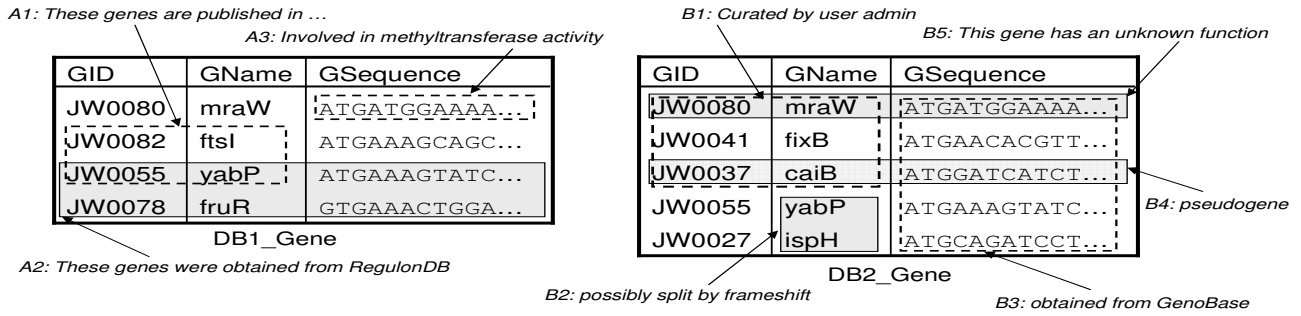 A1: These genes are published in …
A3: Involved in methyltransferase activity
GID GName GSequence
JW0080 mraW ATGATGGAAAA...
JW0082 ftsI ATGAAAGCAGC...
JW0055 yabP ATGAAAGTATC...
JW0078 fruR GTGAAACTGGA...
DB1_Gene
A2: These genes were obtained from RegulonDB
B1: Curated by user admin
B5: This gene has an unknown function
GID GName GSequence
JW0080 mraW ATGATGGAAAA...
JW0041 fixB ATGAACACGTT...
JW0037 caiB ATGGATCATCT...
JW0055 yabP ATGAAAGTATC...
JW0027 ispH ATGCAGATCCT...
B4: pseudogene
DB2_Gene
B2: possibly split by frameshift
B3: obtained from GenoBase